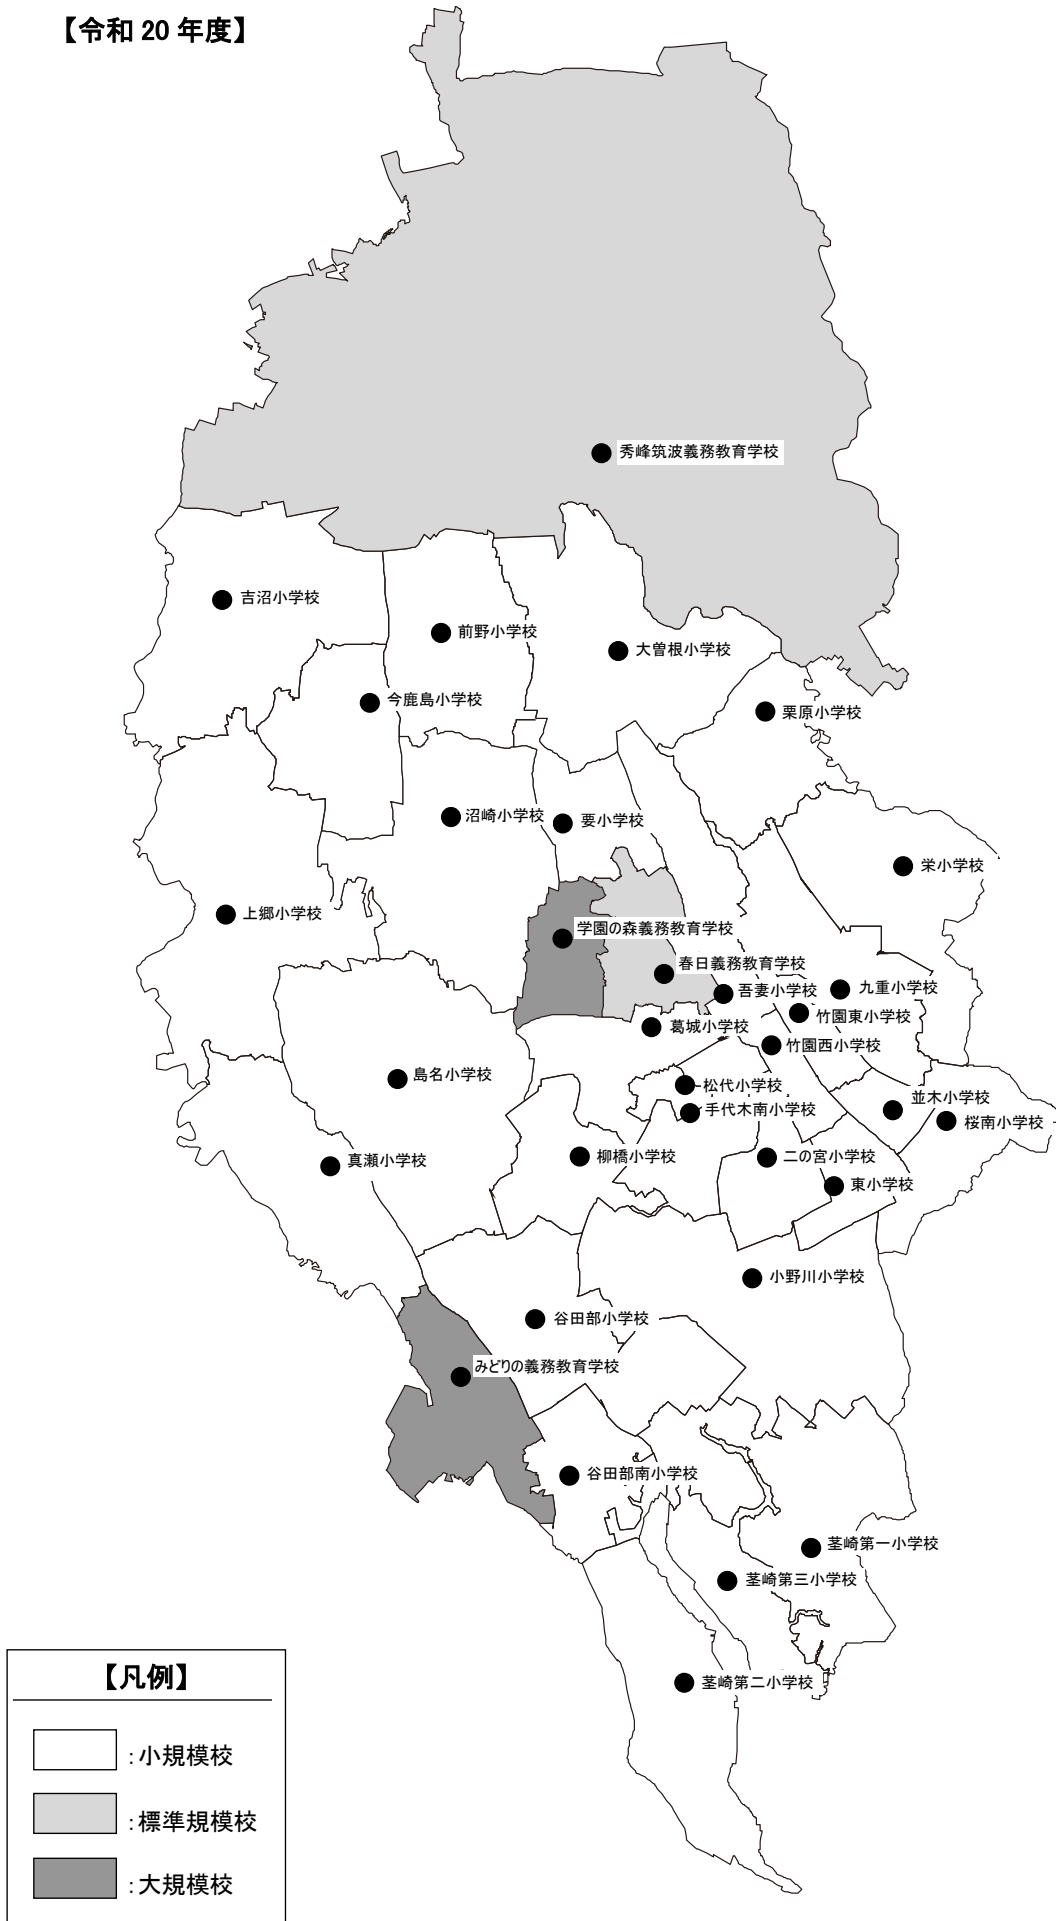 【令和 20 年度】
秀峰筑波義務教育学校
吉沼小学校
前野小学校
大曽根小学校
今鹿島小学校
栗原小学校
沼崎小学校
要小学校
栄小学校
上郷小学校
学園の森義務教育学校
春日義務教育学校
吾妻小学校
九重小学校
竹園東小学校
葛城小学校
竹園西小学校
島名小学校
松代小学校
並木小学校
手代木南小学校
桜南小学校
真瀬小学校
柳橋小学校
二の宮小学校
東小学校
小野川小学校
谷田部小学校
みどりの義務教育学校
谷田部南小学校
茎崎第一小学校
茎崎第三小学校
茎崎第二小学校
【凡例】
：小規模校
：標準規模校
：大規模校